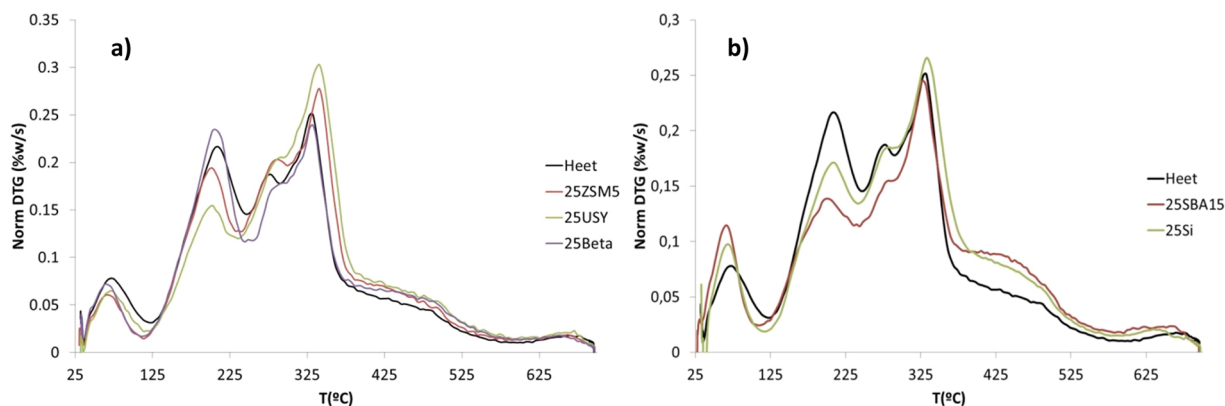 a)
Norm DTG (%w/s)
0.35
0.3
0.25
0.2
0.15
0.1
0.05
0
25 125 225 325 425 525 625
T(ºC)
Heet
25ZSM5
25USY
25Beta
b)
Norm DTG (%w/s)
0,3
0,25
0,2
0,15
0,1
0,05
0
25 125 225 325 425 525 625
T(ºC)
Heet
25SBA15
25Si